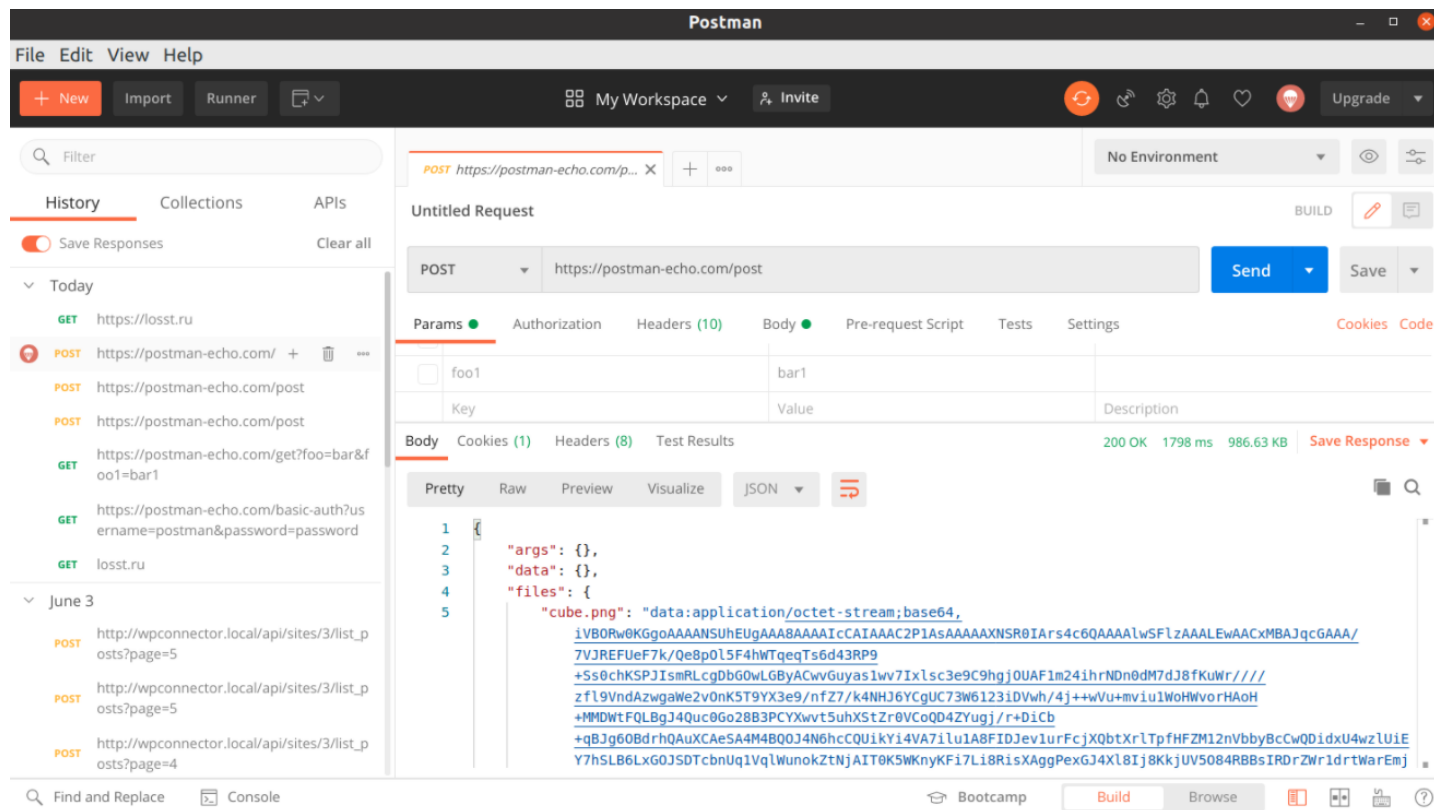 Postman
File Edit View Help
+ New Import Runner My Workspace Invite Upgrade
Filter
History Collections APIs
Save Responses Clear all
Today
GET https://losst.ru
POST https://postman-echo.com/
POST https://postman-echo.com/post
POST https://postman-echo.com/post
GET https://postman-echo.com/get?foo=bar&f
oo1=bar1
GET https://postman-echo.com/basic-auth?us
ername=postman&password=password
GET losst.ru
June 3
POST http://wpconnector.local/api/sites/3/list_p
osts?page=5
POST http://wpconnector.local/api/sites/3/list_p
osts?page=5
POST http://wpconnector.local/api/sites/3/list_p
osts?page=4
POST https://postman-echo.com/p...
No Environment
Untitled Request BUILD
POST https://postman-echo.com/post Send Save
Params Authorization Headers (10) Body Pre-request Script Tests Settings Cookies Code
foo1 bar1
Key Value Description
Body Cookies (1) Headers (8) Test Results 200 OK 1798 ms 986.63 KB Save Response
Pretty Raw Preview Visualize JSON
1 {
2 "args": {},
3 "data": {},
4 "files": {
5 "cube.png": "data:application/octet-stream;base64,
iVBORw0KGgoAAAANSUhEUgAAA8AAAAIcCAIAAAC2P1AsAAAAAXNSR0IArs4c6QAAAAlwSFlzAAALEwAACxMBAJqcGAAA/
7VJREFUeF7k/Qe8pOl5F4hWTqeqTs6d43RP9
+Ss0chKSPJIsmRLcgDbGOwLGByACwvGuyas1wv7Ixlsc3e9C9hgjOUAF1m24ihrNDn0dM7dJ8fKuWr////
zfl9VndAzwgaWe2vOnK5T9YX3e9/nfZ7/k4NHJ6YCgUC73W6123iDVwh/4j++wVu+mviu1WoHWvorHAoH
+MMDWtFQLBgJ4Quc0Go28B3PCYXwvt5uhXStZr0VCoQD4ZYugj/r+DiCb
+qBJg6OBdrhQAuXCAeSA4M4BQOJ4N6hcCQUikYi4VA7ilu1A8FIDJev1urFcjXQbtXrlTpfHFZM12nVbbyBcCwQDidxU4wzlUiE
Y7hSLB6LxGOJSDTcbnUq1VqlWunokZtNjAIT0K5WKnyKFi7Li8RisXAggPexGJ4Xl8Ij8KkjUV5O84RBBsIRDrZWr1drtWarEmj
Find and Replace Console Bootcamp Build Browse